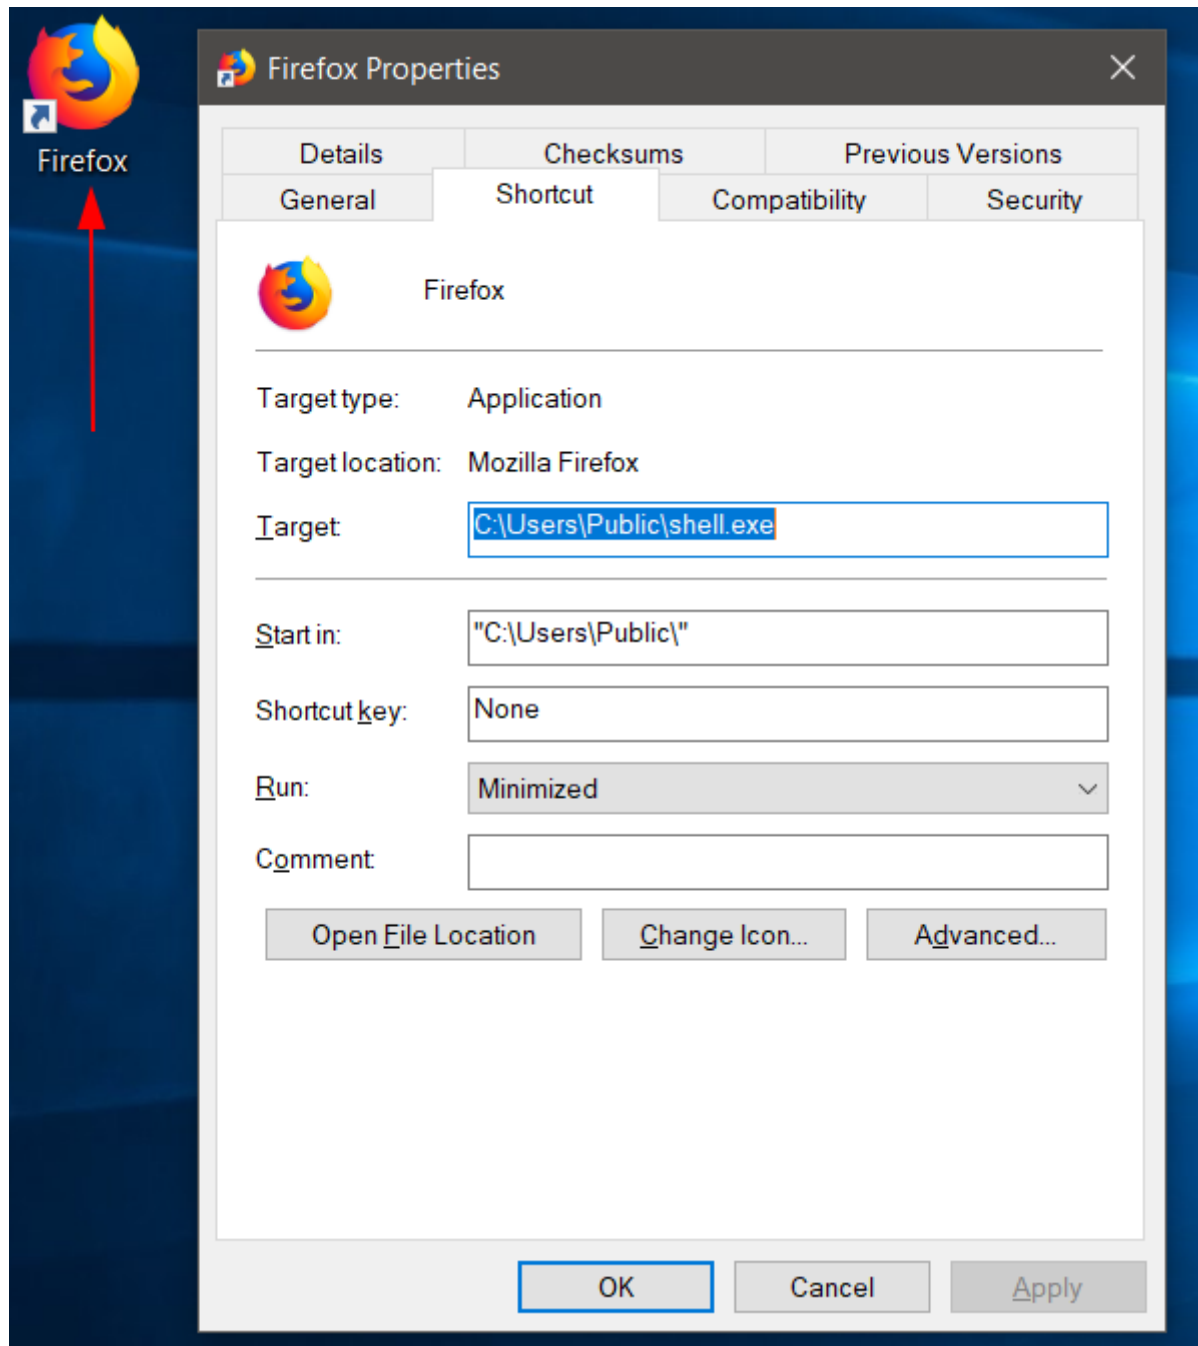 Firefox
Firefox Properties
Details Checksums Previous Versions
General Shortcut Compatibility Security
Firefox
Target type: Application
Target location: Mozilla Firefox
Target: C:\Users\Public\shell.exe
Start in: "C:\Users\Public\"
Shortcut key: None
Run: Minimized
Comment:
Open File Location Change Icon... Advanced...
OK Cancel Apply